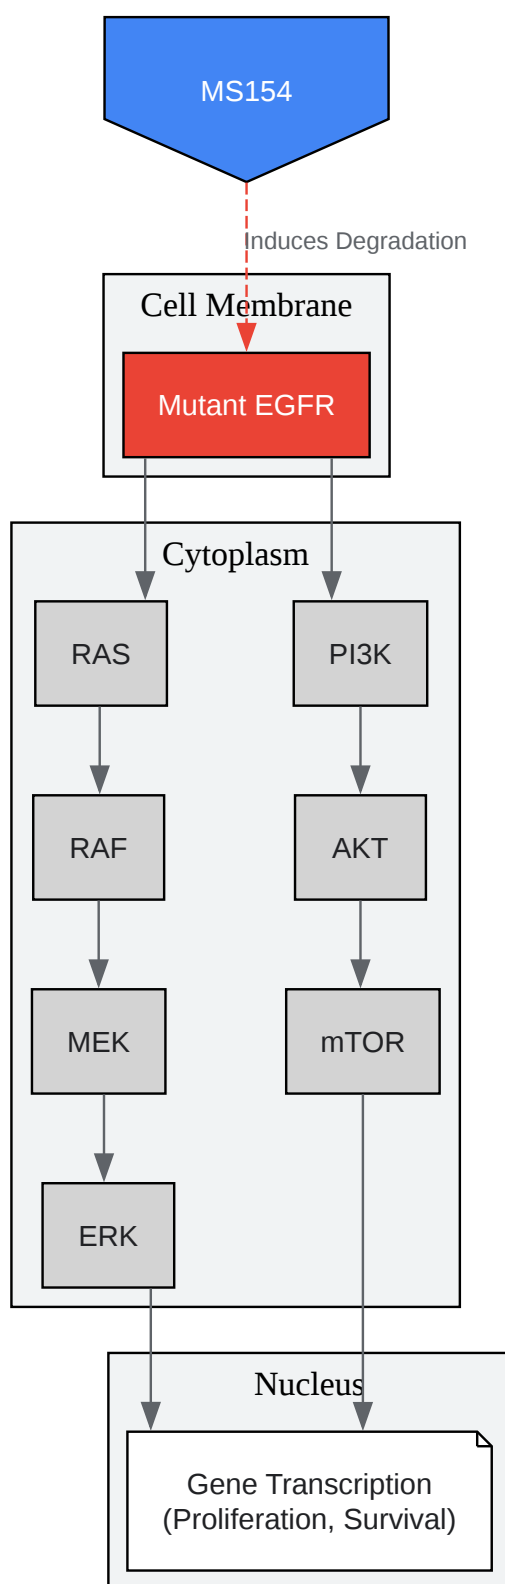 MS154
Induces Degradation
Cell Membrane
Mutant EGFR
Cytoplasm
RAS
PI3K
RAF
AKT
MEK
mTOR
ERK
Nucleus
Gene Transcription
(Proliferation, Survival)